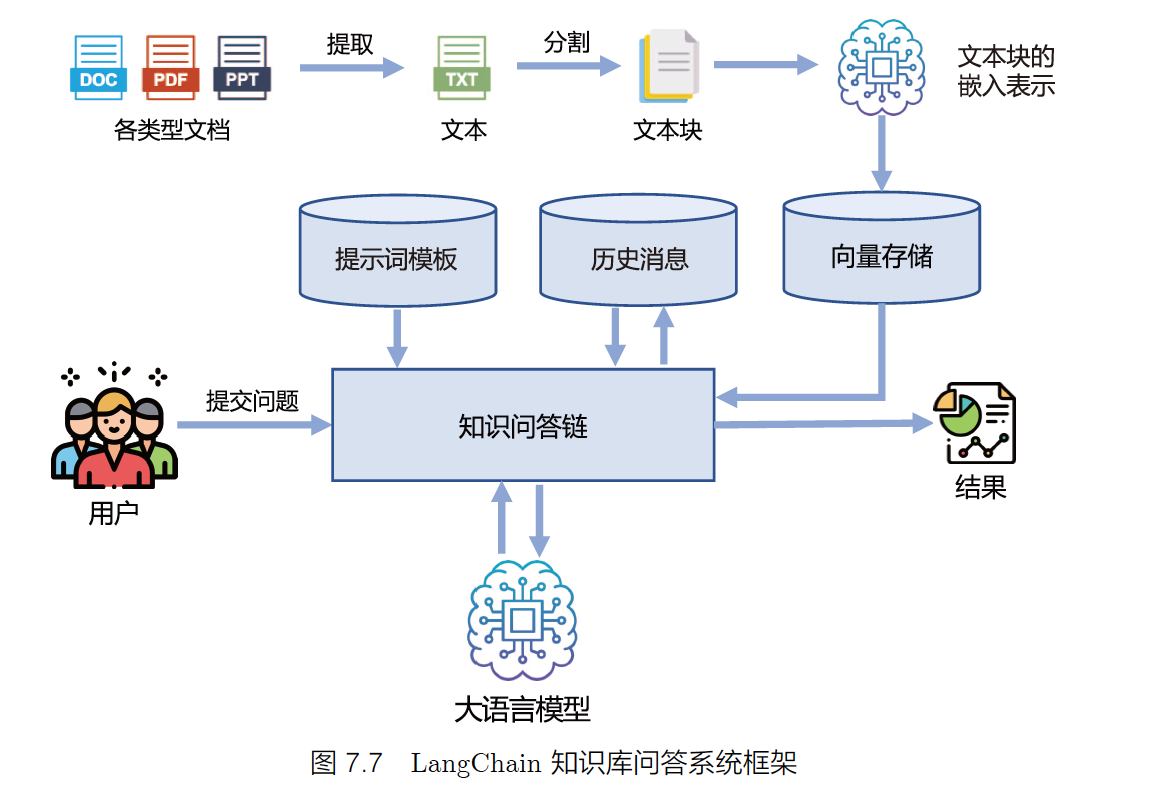 提取
分割
DOC
PDF
PPT
TXT
文本块的
嵌入表示
各类型文档
文本
文本块
提示词模板
历史消息
向量存储
提交问题
知识问答链
用户
结果
大语言模型
图 7.7 LangChain 知识库问答系统框架